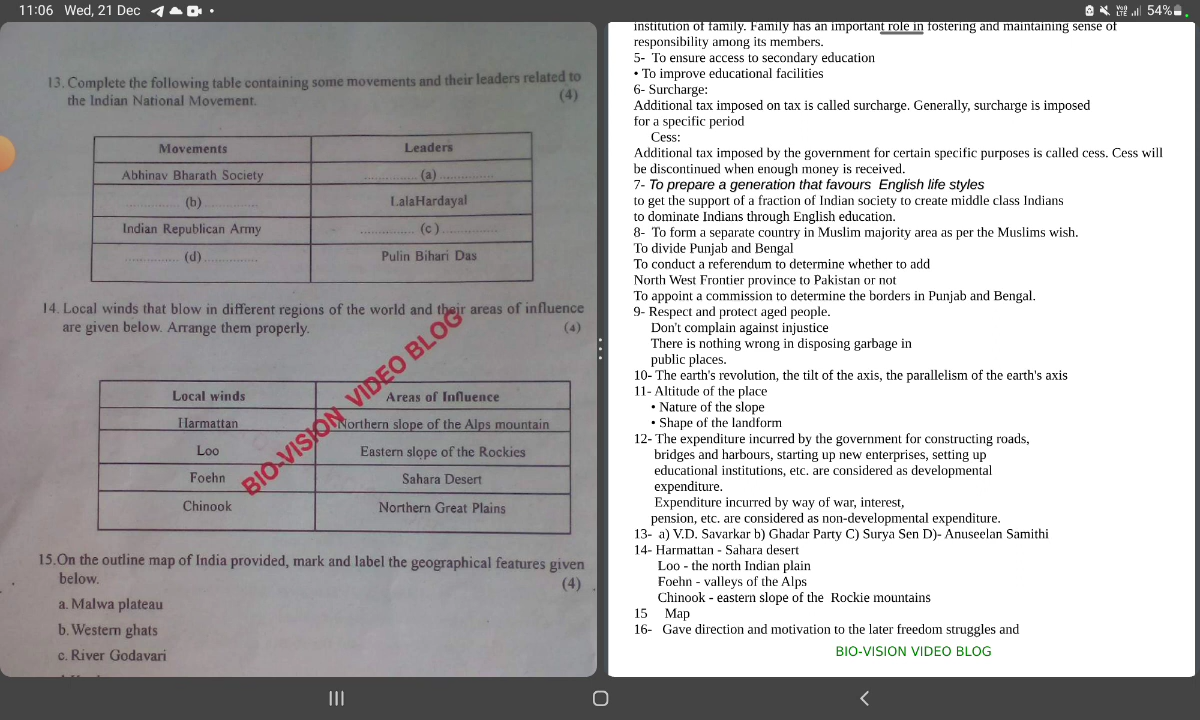 11:06 Wed, 21 Dec
Vo)) LTE 54%
13. Complete the following table containing some movements and their leaders related to
the Indian National Movement. (4)
Movements Leaders
Abhinav Bharath Society ................(a)................
................(b)................ LalaHardayal
Indian Republican Army ................(c)................
................(d)................ Pulin Bihari Das
14. Local winds that blow in different regions of the world and their areas of influence
are given below. Arrange them properly. (4)
Local winds Areas of Influence
Harmattan Northern slope of the Alps mountain
Loo Eastern slope of the Rockies
Foehn Sahara Desert
Chinook Northern Great Plains
BIO-VISION VIDEO BLOG
15.On the outline map of India provided, mark and label the geographical features given
below. (4)
a. Malwa plateau
b. Western ghats
c. River Godavari
institution of family. Family has an important role in fostering and maintaining sense of
responsibility among its members.
5- To ensure access to secondary education
• To improve educational facilities
6- Surcharge:
Additional tax imposed on tax is called surcharge. Generally, surcharge is imposed
for a specific period
Cess:
Additional tax imposed by the government for certain specific purposes is called cess. Cess will
be discontinued when enough money is received.
7- To prepare a generation that favours English life styles
to get the support of a fraction of Indian society to create middle class Indians
to dominate Indians through English education.
8- To form a separate country in Muslim majority area as per the Muslims wish.
To divide Punjab and Bengal
To conduct a referendum to determine whether to add
North West Frontier province to Pakistan or not
To appoint a commission to determine the borders in Punjab and Bengal.
9- Respect and protect aged people.
Don't complain against injustice
There is nothing wrong in disposing garbage in
public places.
10- The earth's revolution, the tilt of the axis, the parallelism of the earth's axis
11- Altitude of the place
• Nature of the slope
• Shape of the landform
12- The expenditure incurred by the government for constructing roads,
bridges and harbours, starting up new enterprises, setting up
educational institutions, etc. are considered as developmental
expenditure.
Expenditure incurred by way of war, interest,
pension, etc. are considered as non-developmental expenditure.
13- a) V.D. Savarkar b) Ghadar Party C) Surya Sen D)- Anuseelan Samithi
14- Harmattan - Sahara desert
Loo - the north Indian plain
Foehn - valleys of the Alps
Chinook - eastern slope of the Rockie mountains
15 Map
16- Gave direction and motivation to the later freedom struggles and
BIO-VISION VIDEO BLOG